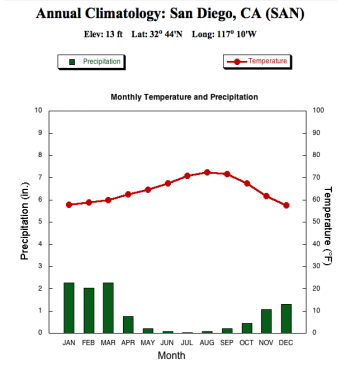 Annual Climatology: San Diego, CA (SAN)
Elev: 13 ft Lat: 32° 44'N Long: 117° 10'W
Precipitation Temperature
Monthly Temperature and Precipitation
10 100
9 90
8 80
7 70
6 60
5 50
4 40
3 30
2 20
1 10
0 0
Precipitation (in.)
Temperature (°F)
JAN FEB MAR APR MAY JUN JUL AUG SEP OCT NOV DEC
Month